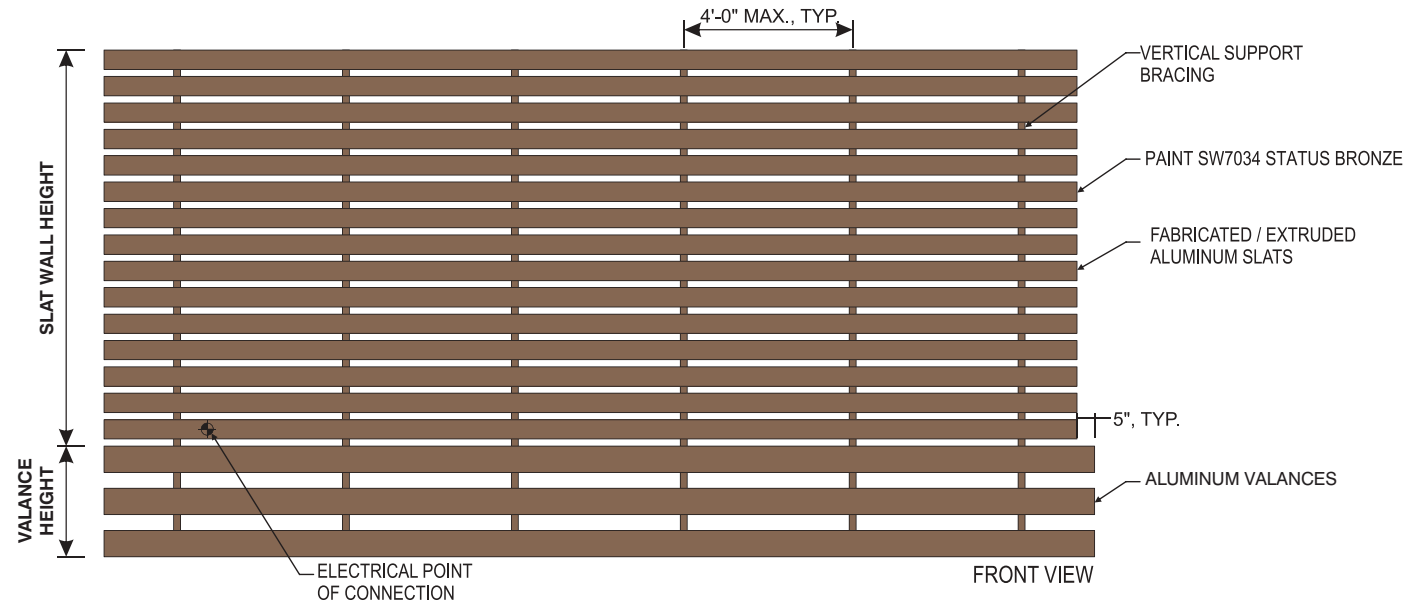 4'-0" MAX., TYP.
VERTICAL SUPPORT
BRACING
PAINT SW7034 STATUS BRONZE
SLAT WALL HEIGHT
FABRICATED / EXTRUDED
ALUMINUM SLATS
5", TYP.
VALANCE
HEIGHT
ALUMINUM VALANCES
ELECTRICAL POINT
OF CONNECTION
FRONT VIEW